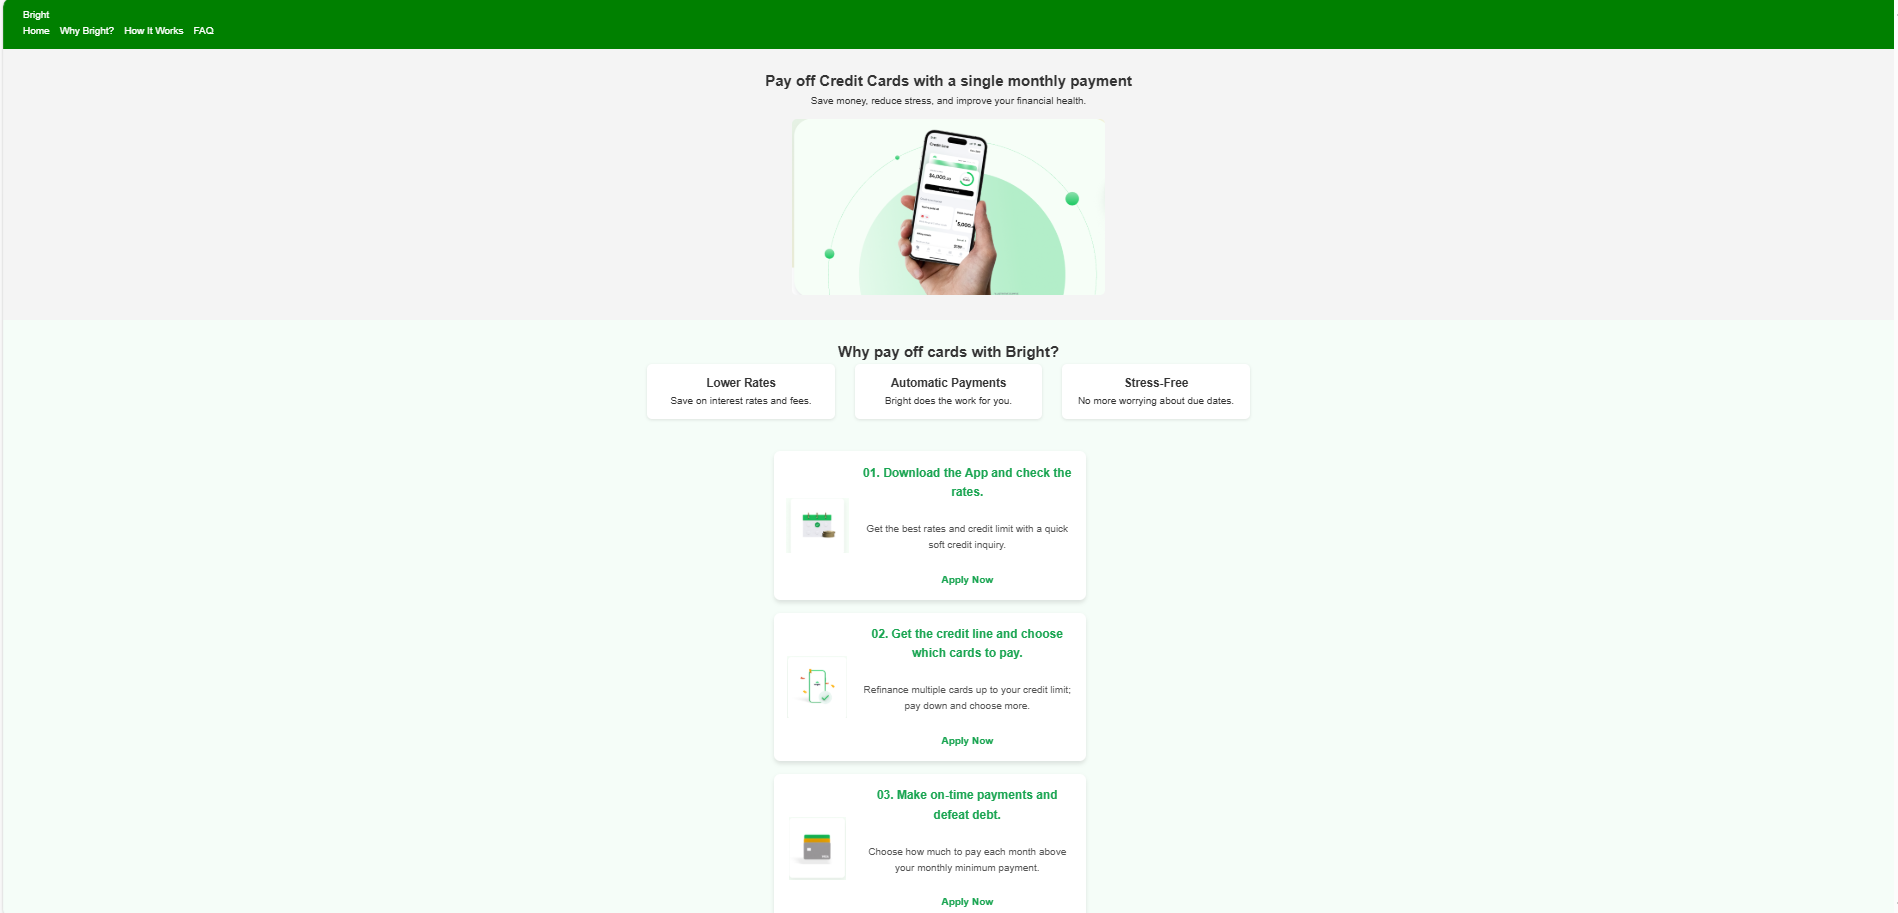 Bright
Home Why Bright? How It Works FAQ
Pay off Credit Cards with a single monthly payment
Save money, reduce stress, and improve your financial health.
$4,000.00
5,000.
Why pay off cards with Bright?
Lower Rates
Save on interest rates and fees.
Automatic Payments
Bright does the work for you.
Stress-Free
No more worrying about due dates.
01. Download the App and check the
rates.
Get the best rates and credit limit with a quick
soft credit inquiry.
Apply Now
02. Get the credit line and choose
which cards to pay.
Refinance multiple cards up to your credit limit;
pay down and choose more.
Apply Now
03. Make on-time payments and
defeat debt.
Choose how much to pay each month above
your monthly minimum payment.
Apply Now